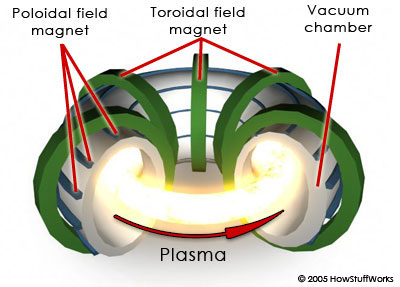 Poloidal field
magnet
Toroidal field
magnet
Vacuum
chamber
Plasma
© 2005 HowStuffWorks